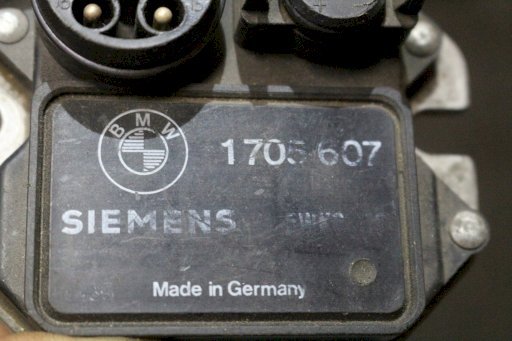 BMW
1705 607
SIEMENS
Made in Germany